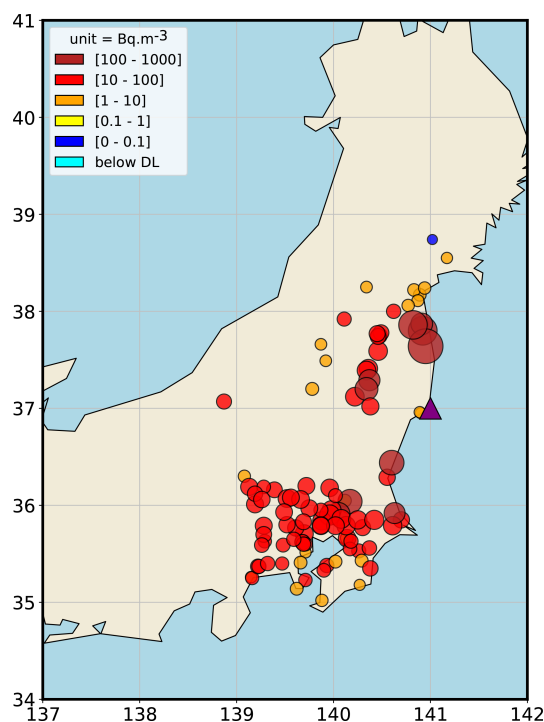 unit = Bq.m-3
[100 - 1000]
[10 - 100]
[1 - 10]
[0.1 - 1]
[0 - 0.1]
below DL
41
40
39
38
37
36
35
34
137 138 139 140 141 142